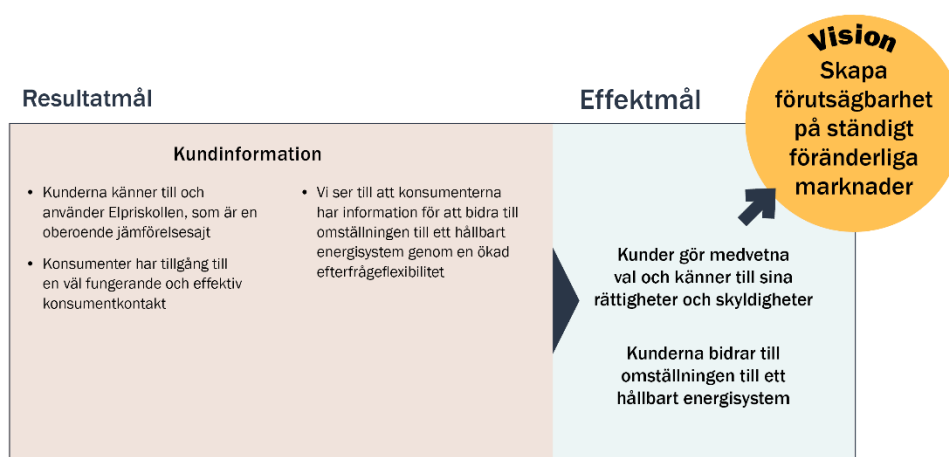 Resultatmål
Kundinformation
• Kunderna känner till och
använder Elpriskollen, som är en
oberoende jämförelsesajt
• Konsumenter har tillgång till
en väl fungerande och effektiv
konsumentkontakt
• Vi ser till att konsumenterna
har information för att bidra till
omställningen till ett hållbart
energisystem genom en ökad
efterfrågeflexibilitet
Effektmål
Kunder gör medvetna
val och känner till sina
rättigheter och skyldigheter
Kunderna bidrar till
omställningen till ett
hållbart energisystem
Vision
Skapa
förutsägbarhet
på ständigt
föränderliga
marknader